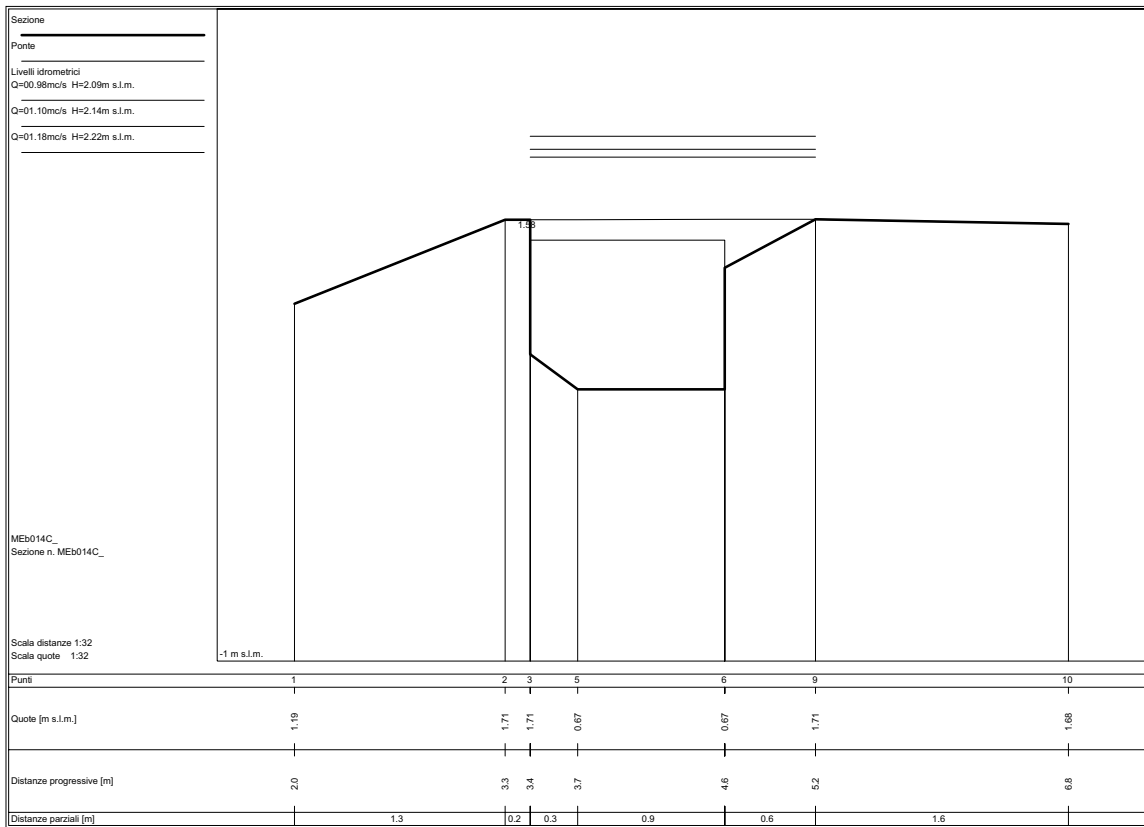 Sezione
Ponte
Livelli idrometrici
Q=00.98mc/s H=2.09m s.l.m.
Q=01.10mc/s H=2.14m s.l.m.
Q=01.18mc/s H=2.22m s.l.m.
1.58
MEb014C_
Sezione n. MEb014C_
Scala distanze 1:32
Scala quote 1:32
-1 m s.l.m.
Punti 1 2 3 5 6 9 10
Quote [m s.l.m.] 1.19 1.71 1.71 0.67 0.67 1.71 1.68
Distanze progressive [m] 2.0 3.3 3.4 3.7 4.6 5.2 6.8
Distanze parziali [m] 1.3 0.2 0.3 0.9 0.6 1.6